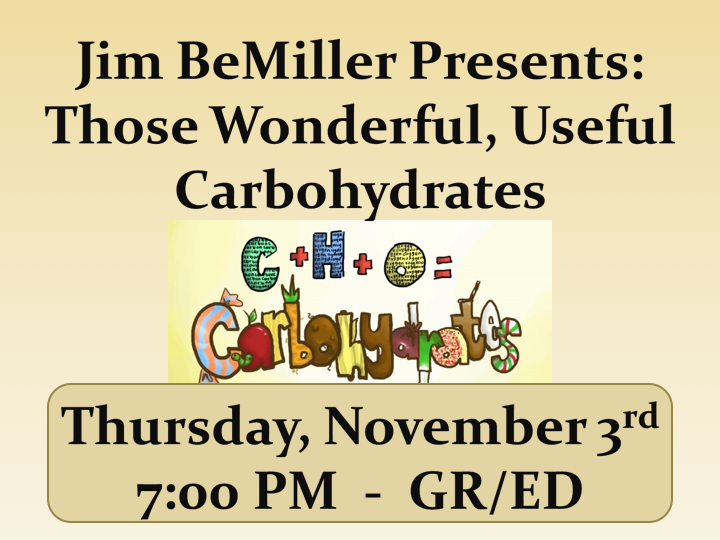 Jim BeMiller Presents:
Those Wonderful, Useful
Carbohydrates
C + H + O =
Carbohydrates
Thursday, November 3rd
7:00 PM - GR/ED